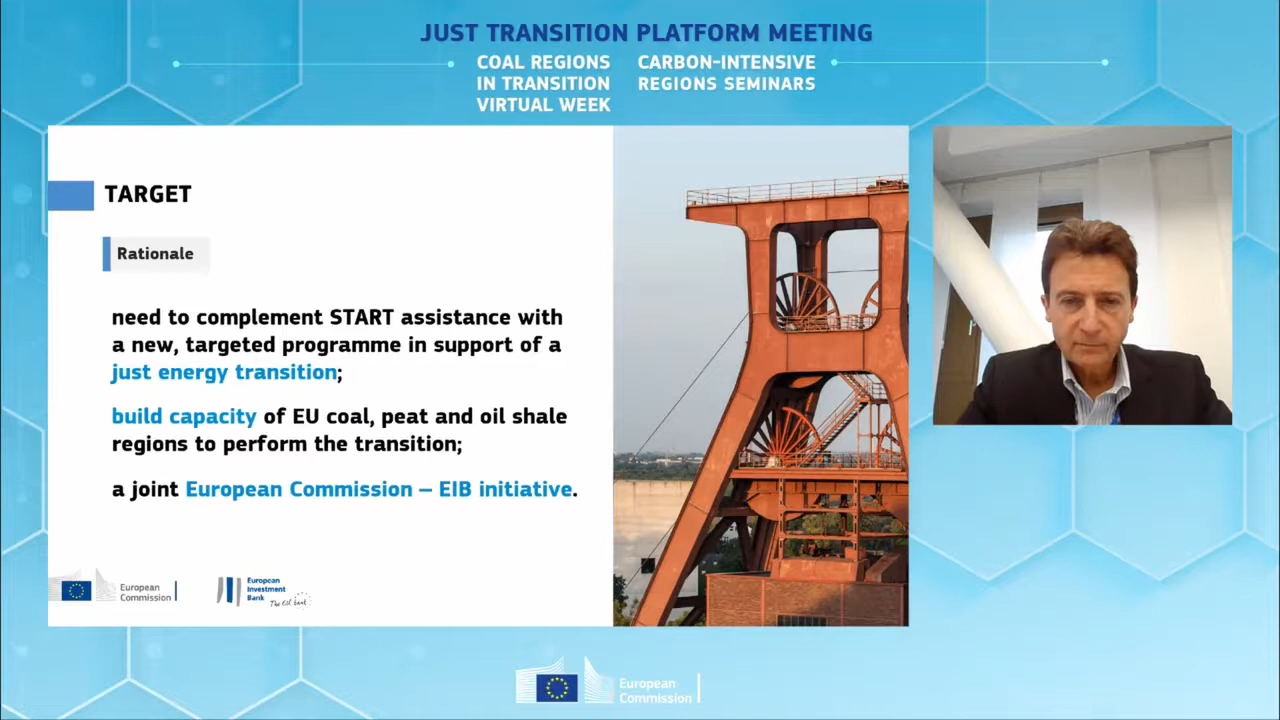 JUST TRANSITION PLATFORM MEETING
COAL REGIONS
IN TRANSITION
VIRTUAL WEEK
CARBON-INTENSIVE
REGIONS SEMINARS
TARGET
Rationale
need to complement START assistance with
a new, targeted programme in support of a
just energy transition;
build capacity of EU coal, peat and oil shale
regions to perform the transition;
a joint European Commission – EIB initiative.
European
Commission
European
Investment
Bank
The EU bank
European
Commission